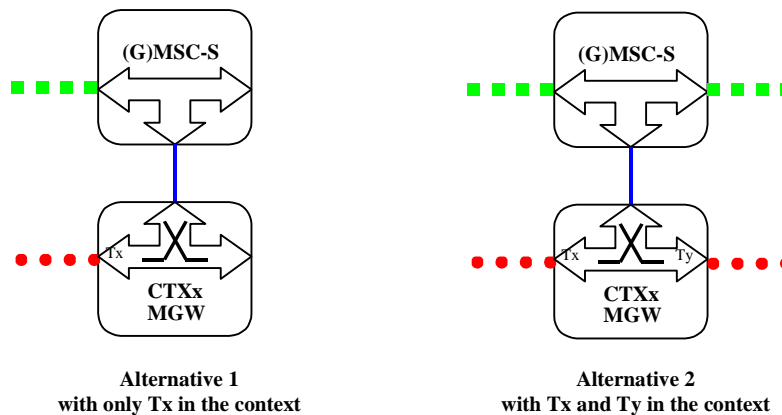 (G)MSC-S
Tx
CTXx
MGW
Alternative 1
with only Tx in the context
(G)MSC-S
Tx
Ty
CTXx
MGW
Alternative 2
with Tx and Ty in the context